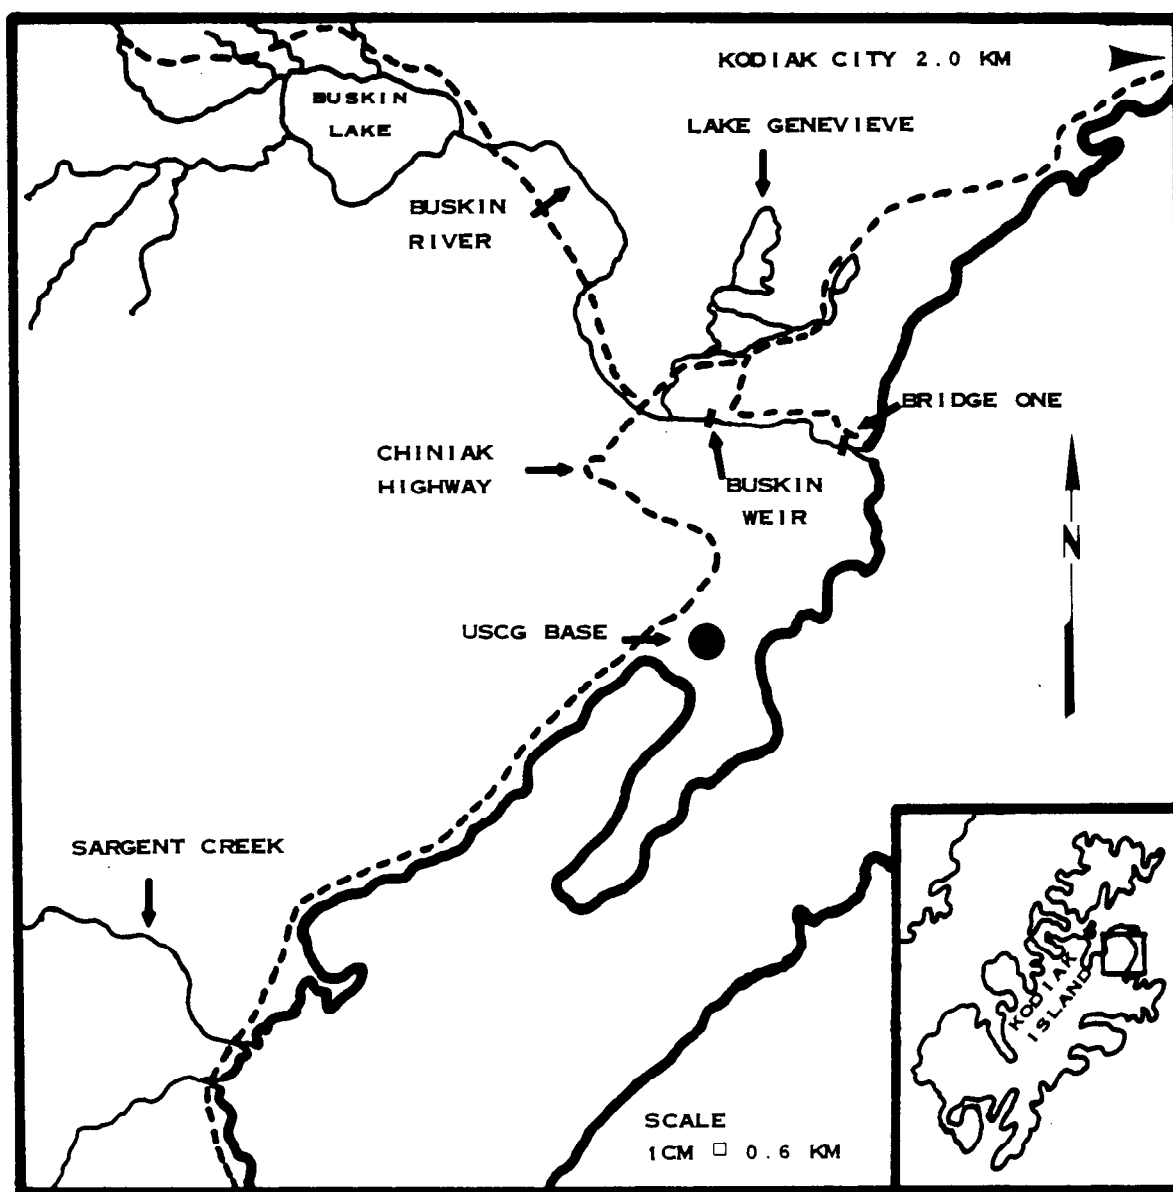 KODIAK CITY 2.0 KM
BUSKIN
LAKE
LAKE GENEVIEVE
BUSKIN
RIVER
BRIDGE ONE
CHINIAK
HIGHWAY
BUSKIN
WEIR
N
USCG BASE
SARGENT CREEK
KODIAK
ISLAND
SCALE
1CM □ 0.6 KM